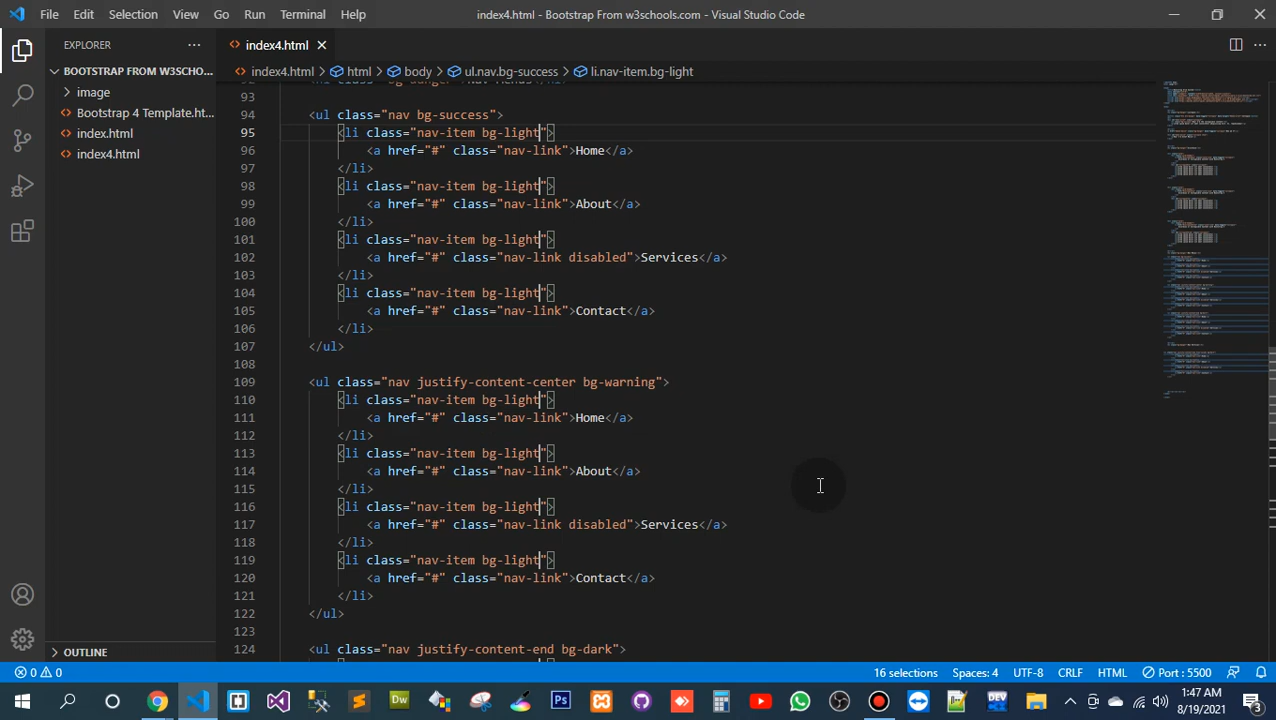 File Edit Selection View Go Run Terminal Help
index4.html - Bootstrap From w3schools.com - Visual Studio Code
EXPLORER
index4.html
BOOTSTRAP FROM W3SCHO...
image
Bootstrap 4 Template.ht...
index.html
index4.html
OUTLINE
index4.html > html > body > ul.nav.bg-success > li.nav-item.bg-light
93
94 <ul class="nav bg-success">
95 <li class="nav-item bg-light">
96 <a href="#" class="nav-link">Home</a>
97 </li>
98 <li class="nav-item bg-light">
99 <a href="#" class="nav-link">About</a>
100 </li>
101 <li class="nav-item bg-light">
102 <a href="#" class="nav-link disabled">Services</a>
103 </li>
104 <li class="nav-item bg-light">
105 <a href="#" class="nav-link">Contact</a>
106 </li>
107 </ul>
108
109 <ul class="nav justify-content-center bg-warning">
110 <li class="nav-item bg-light">
111 <a href="#" class="nav-link">Home</a>
112 </li>
113 <li class="nav-item bg-light">
114 <a href="#" class="nav-link">About</a>
115 </li>
116 <li class="nav-item bg-light">
117 <a href="#" class="nav-link disabled">Services</a>
118 </li>
119 <li class="nav-item bg-light">
120 <a href="#" class="nav-link">Contact</a>
121 </li>
122 </ul>
123
124 <ul class="nav justify-content-end bg-dark">
0 0
16 selections Spaces: 4 UTF-8 CRLF HTML Port : 5500
Dw
Ps
DEV
1:47 AM
8/19/2021
3